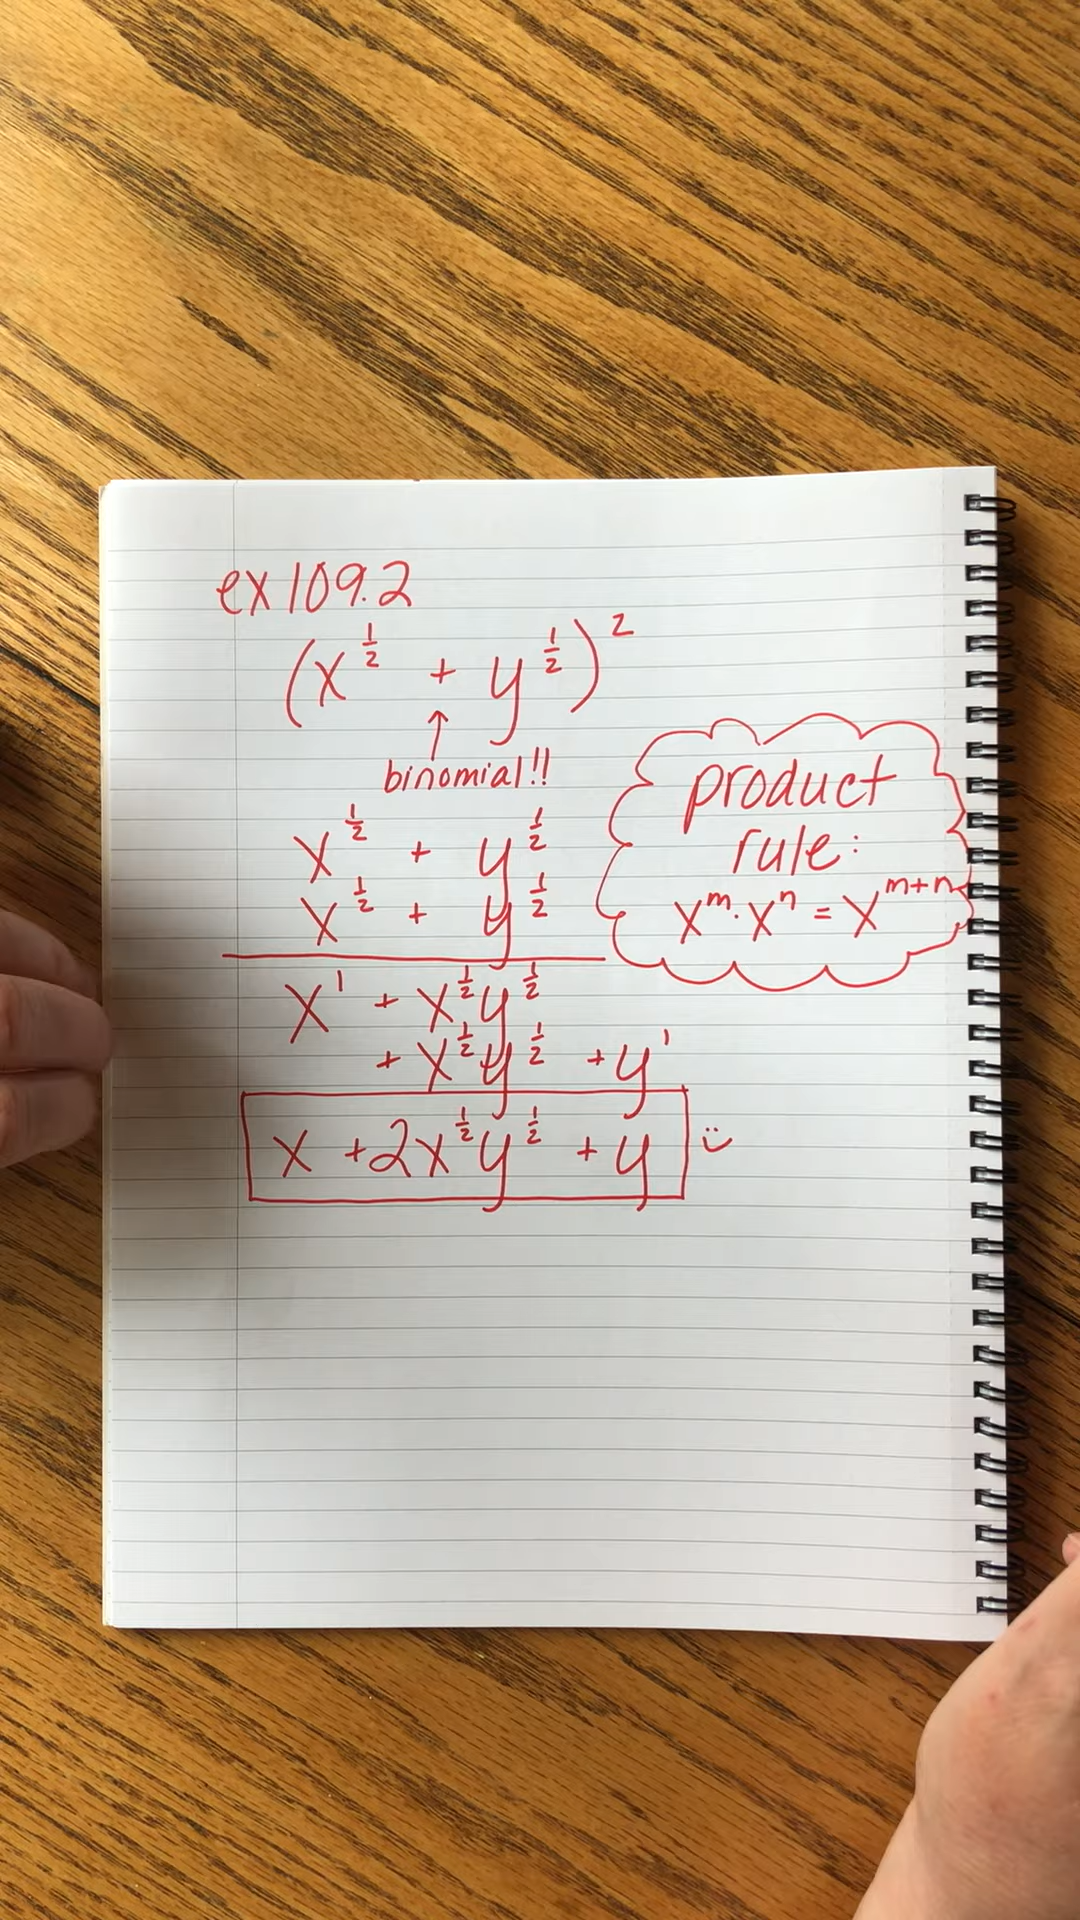 ex 109.2
(x^½ + y^½)^2
↑
binomial!!
x^½ + y^½
x^½ + y^½
product
rule:
x^m · x^n = x^m+n
x^1 + x^½y^½
+ x^½y^½ + y^1
x + 2x^½y^½ + y